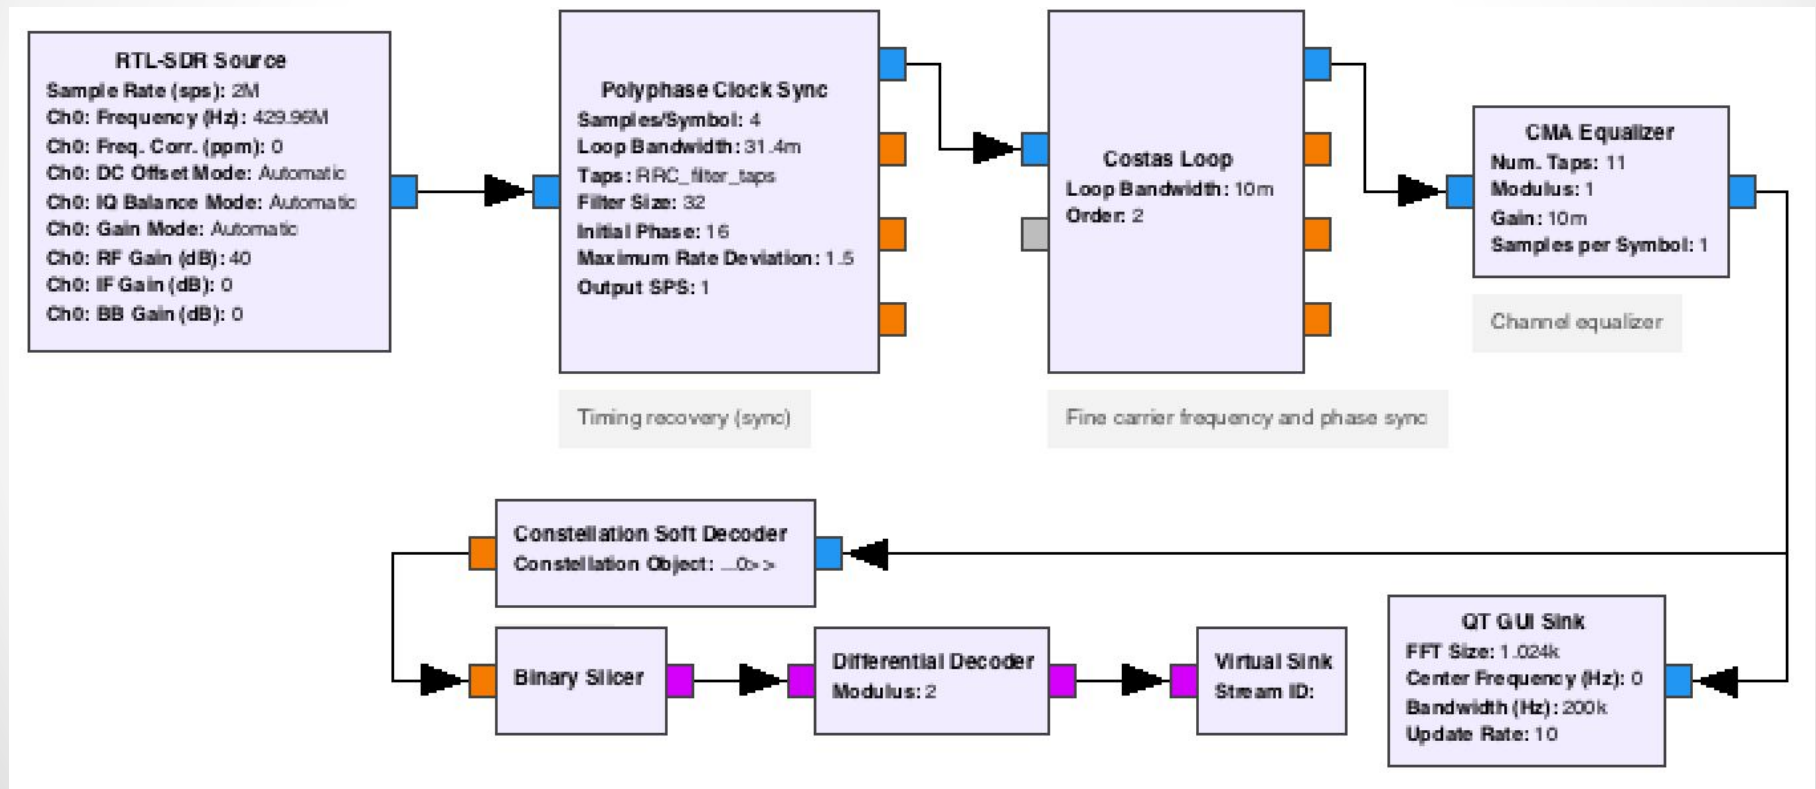 RTL-SDR Source
Sample Rate (sps): 2M
Ch0: Frequency (Hz): 429.96M
Ch0: Freq. Corr. (ppm): 0
Ch0: DC Offset Mode: Automatic
Ch0: IQ Balance Mode: Automatic
Ch0: Gain Mode: Automatic
Ch0: RF Gain (dB): 40
Ch0: IF Gain (dB): 0
Ch0: BB Gain (dB): 0
Polyphase Clock Sync
Samples/Symbol: 4
Loop Bandwidth: 31.4m
Taps: RRC_filter_taps
Filter Size: 32
Initial Phase: 16
Maximum Rate Deviation: 1.5
Output SPS: 1
Timing recovery (sync)
Costas Loop
Loop Bandwidth: 10m
Order: 2
Fine carrier frequency and phase sync
CMA Equalizer
Num. Taps: 11
Modulus: 1
Gain: 10m
Samples per Symbol: 1
Channel equalizer
Constellation Soft Decoder
Constellation Object: ...0> >
Binary Slicer
Differential Decoder
Modulus: 2
Virtual Sink
Stream ID:
QT GUI Sink
FFT Size: 1.024k
Center Frequency (Hz): 0
Bandwidth (Hz): 200k
Update Rate: 10